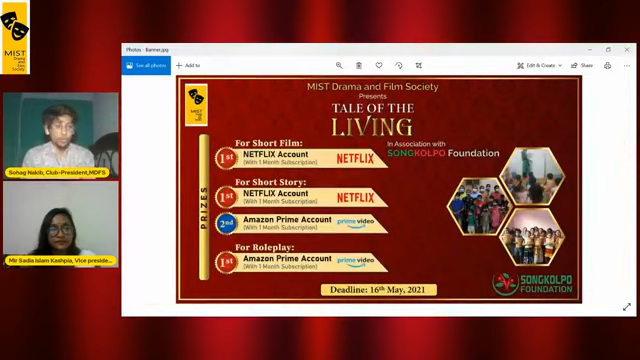 MIST
Drama and
Film
Society
Sohag Nakib, Club-President,MDFS
Mir Sadia Islam Kashpia, Vice preside...
Photos - Banner.jpg
See all photos
Add to
Edit & Create
Share
MIST Drama and Film Society
Presents
TALE OF THE
LIVING
In Association with
SONGKOLPO Foundation
PRIZES
For Short Film:
1st
NETFLIX Account
(With 1 Month Subscription)
NETFLIX
For Short Story:
1st
NETFLIX Account
(With 1 Month Subscription)
NETFLIX
2nd
Amazon Prime Account
(With 1 Month Subscription)
prime video
For Roleplay:
1st
Amazon Prime Account
(With 1 Month Subscription)
prime video
Deadline: 16th May, 2021
SONGKOLPO
FOUNDATION